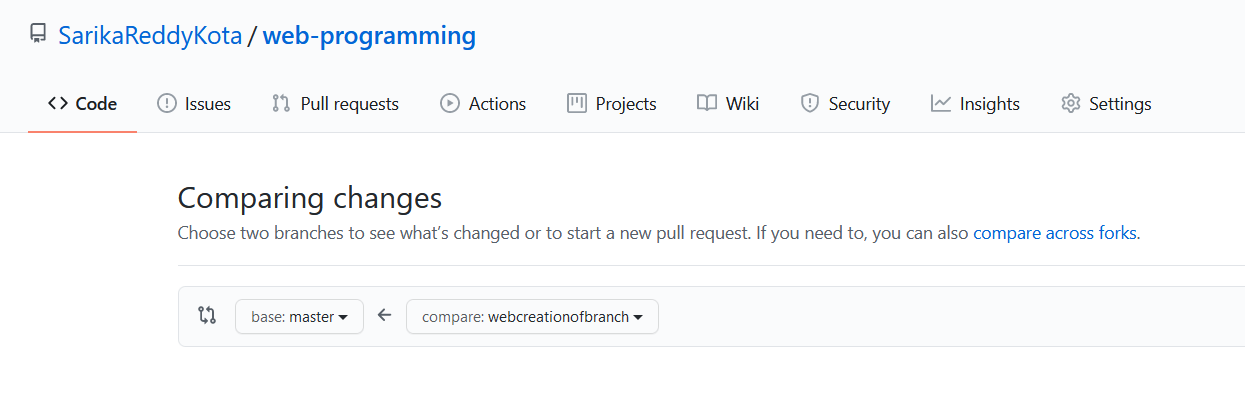 SarikaReddyKota / web-programming
Code Issues Pull requests Actions Projects Wiki Security Insights Settings
Comparing changes
Choose two branches to see what’s changed or to start a new pull request. If you need to, you can also compare across forks.
base: master compare: webcreationofbranch